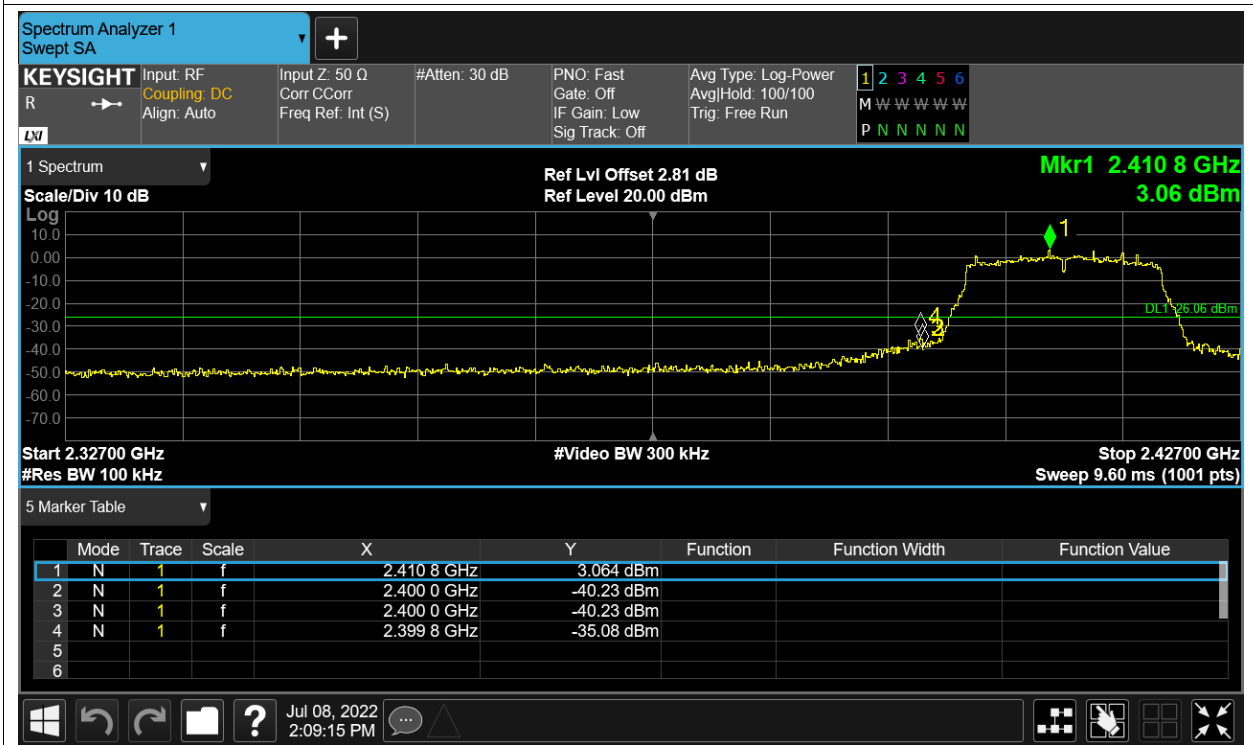 Spectrum Analyzer 1
Swept SA
KEYSIGHT
R
LXI
Input: RF
Coupling: DC
Align: Auto
Input Z: 50 Ω
Corr CCorr
Freq Ref: Int (S)
#Atten: 30 dB
PNO: Fast
Gate: Off
IF Gain: Low
Sig Track: Off
Avg Type: Log-Power
Avg|Hold: 100/100
Trig: Free Run
1 2 3 4 5 6
M W W W W W
P N N N N N
1 Spectrum
Scale/Div 10 dB
Ref Lvl Offset 2.81 dB
Ref Level 20.00 dBm
Mkr1 2.410 8 GHz
3.06 dBm
Log
10.0
0.00
-10.0
-20.0
-30.0
-40.0
-50.0
-60.0
-70.0
1
4
DL1 -26.06 dBm
Start 2.32700 GHz
#Video BW 300 kHz
Stop 2.42700 GHz
#Res BW 100 kHz
Sweep 9.60 ms (1001 pts)
5 Marker Table
Mode Trace Scale X Y Function Function Width Function Value
1 N 1 f 2.410 8 GHz 3.064 dBm
2 N 1 f 2.400 0 GHz -40.23 dBm
3 N 1 f 2.400 0 GHz -40.23 dBm
4 N 1 f 2.399 8 GHz -35.08 dBm
5
6
?
Jul 08, 2022
2:09:15 PM